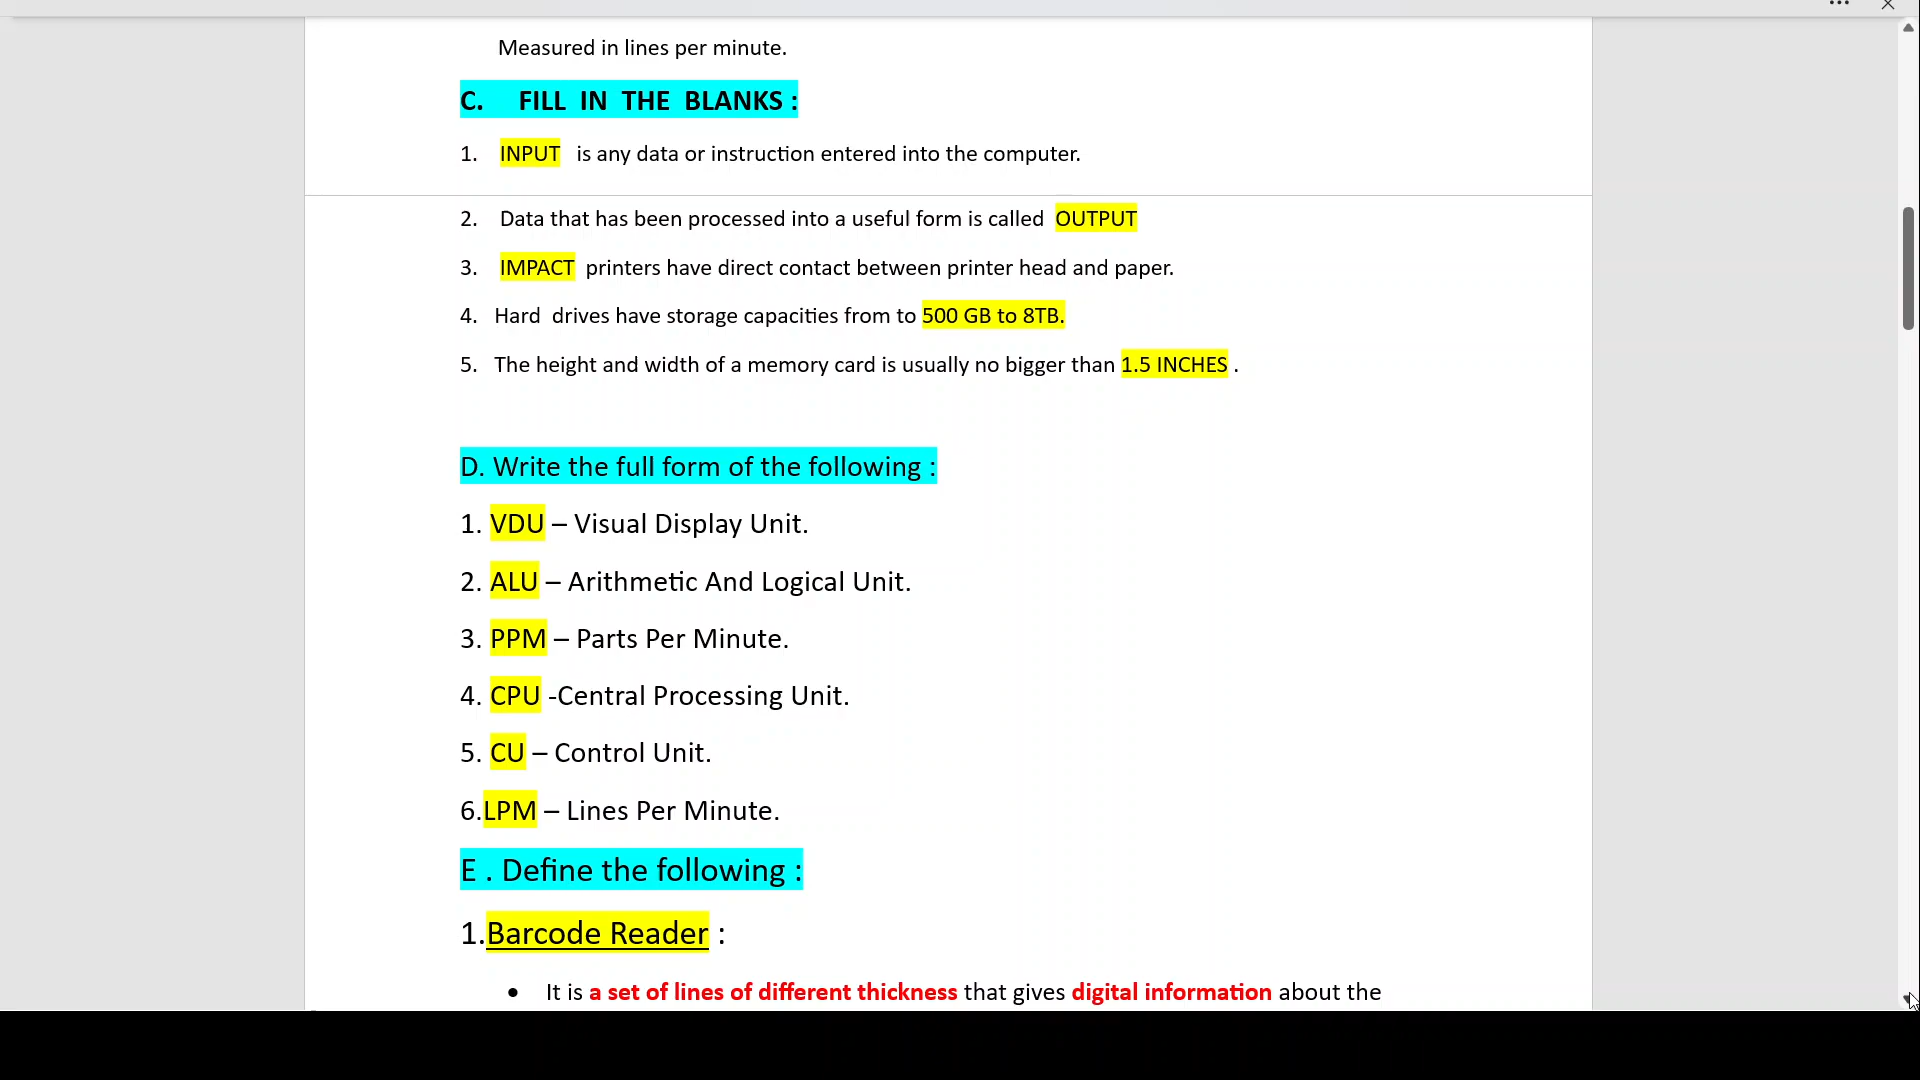 Measured in lines per minute.
C. FILL IN THE BLANKS :
1. INPUT is any data or instruction entered into the computer.
2. Data that has been processed into a useful form is called OUTPUT
3. IMPACT printers have direct contact between printer head and paper.
4. Hard drives have storage capacities from to 500 GB to 8TB.
5. The height and width of a memory card is usually no bigger than 1.5 INCHES .
D. Write the full form of the following :
1. VDU – Visual Display Unit.
2. ALU – Arithmetic And Logical Unit.
3. PPM – Parts Per Minute.
4. CPU -Central Processing Unit.
5. CU – Control Unit.
6.LPM – Lines Per Minute.
E . Define the following :
1.Barcode Reader :
• It is a set of lines of different thickness that gives digital information about the